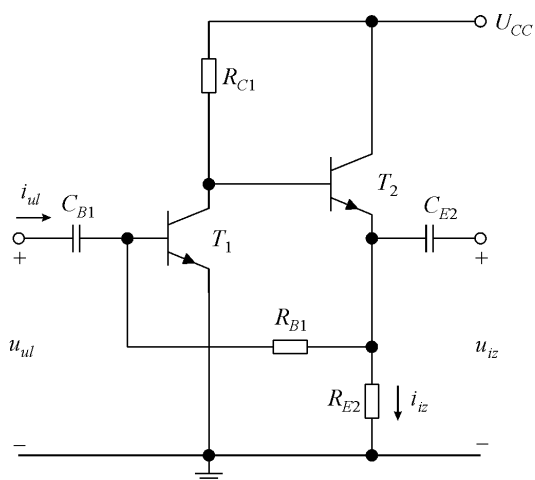 U_CC
R_C1
i_ul
C_B1
T_2
C_E2
T_1
+
+
R_B1
u_ul
u_iz
R_E2
i_iz
−
−